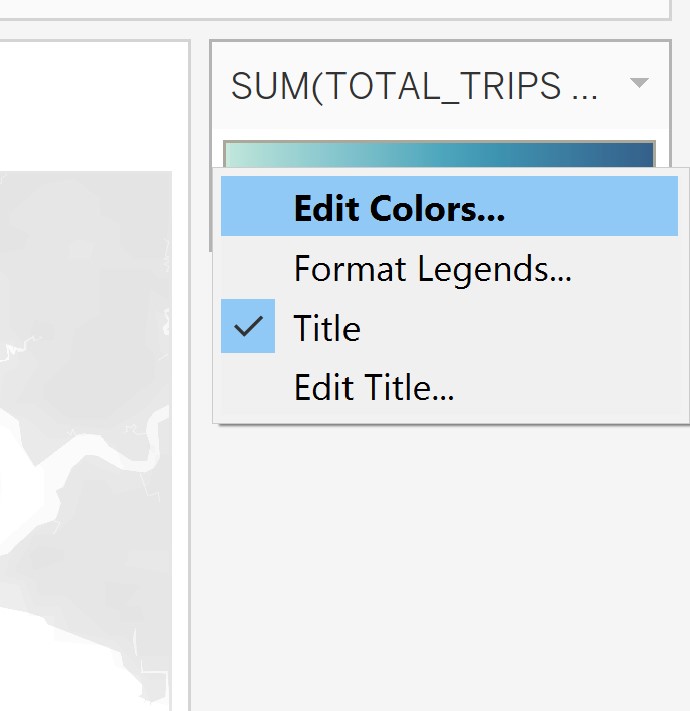 SUM(TOTAL_TRIPS ...
Edit Colors...
Format Legends...
Title
Edit Title...